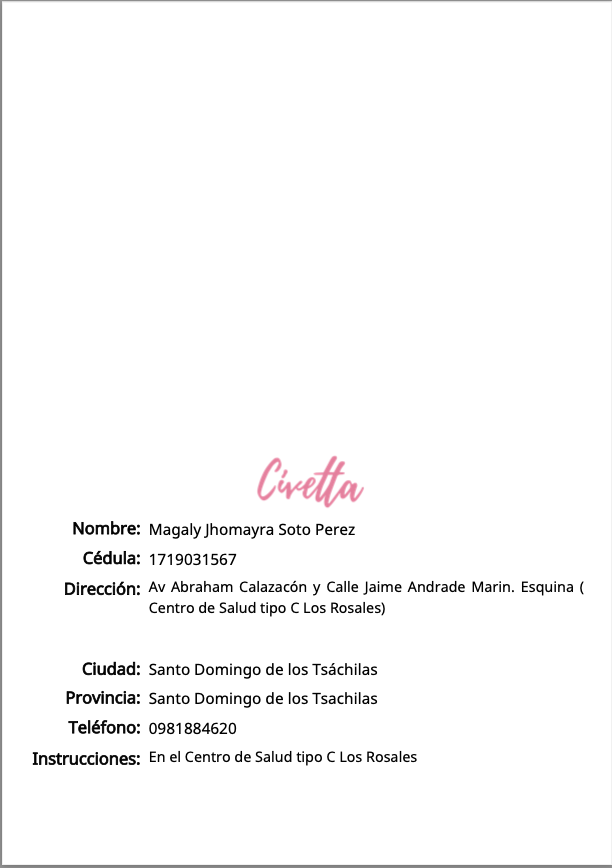 Civetta
Nombre: Magaly Jhomayra Soto Perez
Cédula: 1719031567
Dirección: Av Abraham Calazacón y Calle Jaime Andrade Marin. Esquina (
Centro de Salud tipo C Los Rosales)
Ciudad: Santo Domingo de los Tsáchilas
Provincia: Santo Domingo de los Tsachilas
Teléfono: 0981884620
Instrucciones: En el Centro de Salud tipo C Los Rosales